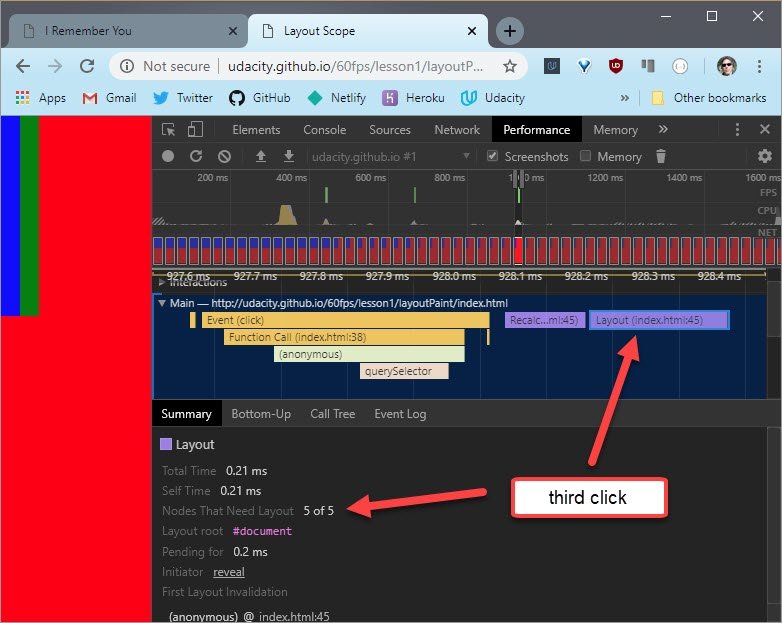 I Remember You
Layout Scope
Not secure | udacity.github.io/60fps/lesson1/layoutP...
Apps Gmail Twitter GitHub Netlify Heroku Udacity » Other bookmarks
Elements Console Sources Network Performance Memory »
udacity.github.io #1 Screenshots Memory
200 ms 400 ms 600 ms 800 ms 1200 ms 1400 ms 1600 ms
FPS
CPU
NET
927.6 ms 927.7 ms 927.8 ms 927.9 ms 928.0 ms 928.1 ms 928.2 ms 928.3 ms 928.4 ms
Interactions
Main — http://udacity.github.io/60fps/lesson1/layoutPaint/index.html
Event (click) Recalc...ml:45) Layout (index.html:45)
Function Call (index.html:38)
(anonymous)
querySelector
Summary Bottom-Up Call Tree Event Log
Layout
Total Time 0.21 ms
Self Time 0.21 ms
third click
Nodes That Need Layout 5 of 5
Layout root #document
Pending for 0.2 ms
Initiator reveal
First Layout Invalidation
(anonymous) @ index.html:45